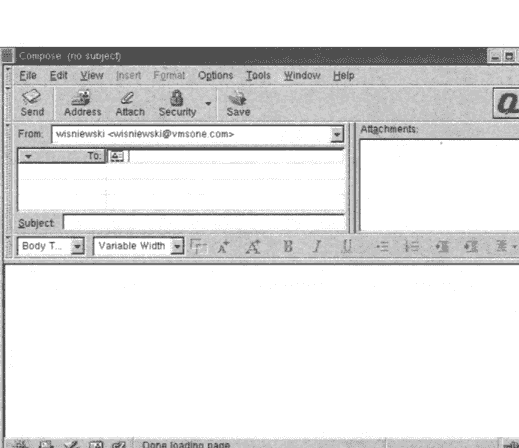 Compose (no subject)
File Edit View Insert Format Options Tools Window Help
Send Address Attach Security Save
From: wisniewski <wisniewski@vmsone.com> Attachments:
To:
Subject
Body T... Variable Width A A B I U
Done loading page